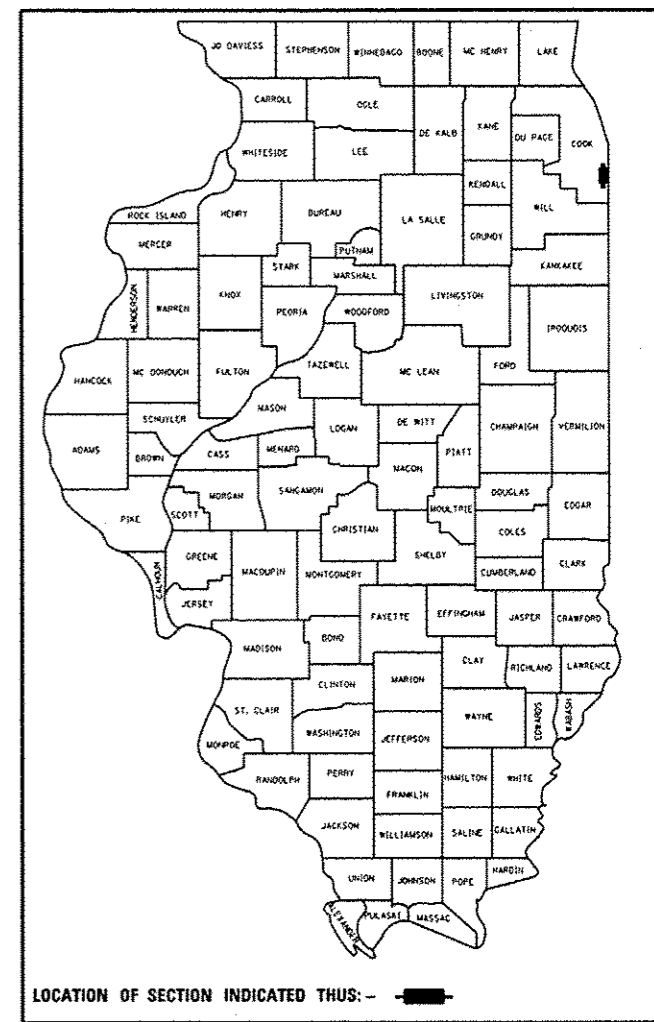 JO DAVIESS STEPHENSON WINNEBAGO BOONE MC HENRY LAKE
CARROLL OGLE DE KALB KANE DU PAGE COOK
WHITESIDE LEE KENDALL WILL
ROCK ISLAND HENRY BUREAU LA SALLE GRUNDY
MERCER PUTNAM KANKAKEE
STARK MARSHALL
HENDERSON WARREN KNOX PEORIA WOODFORD LIVINGSTON IROQUOIS
HANCOCK MC DONOUGH FULTON TAZEWELL MC LEAN FORD
SCHUYLER MASON LOGAN DE WITT CHAMPAIGN VERMILION
ADAMS BROWN CASS MENARD MACON PIATT
PIKE SCOTT MORGAN SANGAMON CHRISTIAN MOULTRIE DOUGLAS EDGAR
COLES
CALHOUN GREENE MACOUPIN MONTGOMERY SHELBY CUMBERLAND CLARK
JERSEY FAYETTE EFFINGHAM JASPER CRAWFORD
MADISON BOND
CLAY RICHLAND LAWRENCE
CLINTON MARION
ST. CLAIR WAYNE EDWARDS WABASH
MONROE WASHINGTON JEFFERSON
RANDOLPH PERRY HAMILTON WHITE
FRANKLIN
JACKSON WILLIAMSON SALINE GALLATIN
UNION JOHNSON POPE HARDIN
ALEXANDER PULASKI MASSAC
LOCATION OF SECTION INDICATED THUS: -